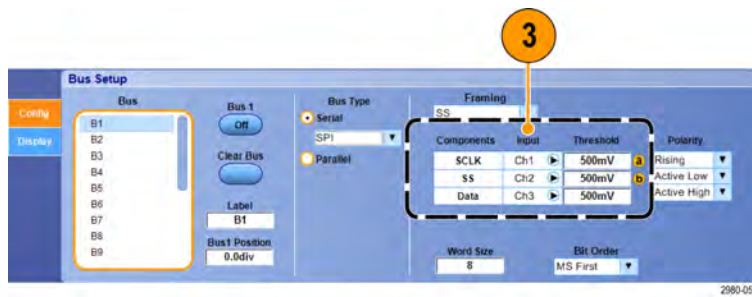 3
Bus Setup
Config
Display
Bus
B1
B2
B3
B4
B5
B6
B7
B8
B9
Bus 1
Off
Clear Bus
Label
B1
Bus1 Position
0.0div
Bus Type
Serial
SPI
Parallel
Framing
SS
Components Input Threshold Polarity
SCLK Ch1 500mV a Rising
SS Ch2 500mV b Active Low
Data Ch3 500mV Active High
Word Size Bit Order
8 MS First
2980-05